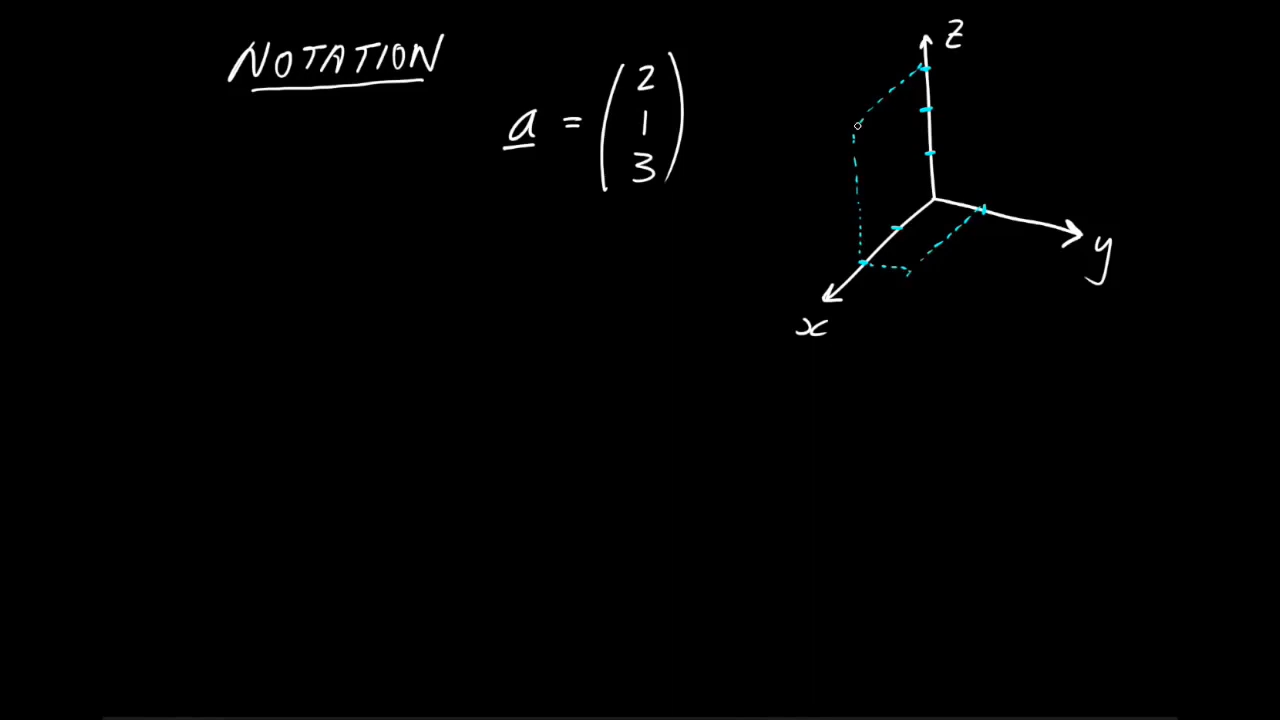 NOTATION
a = (2
1
3)
z
y
x